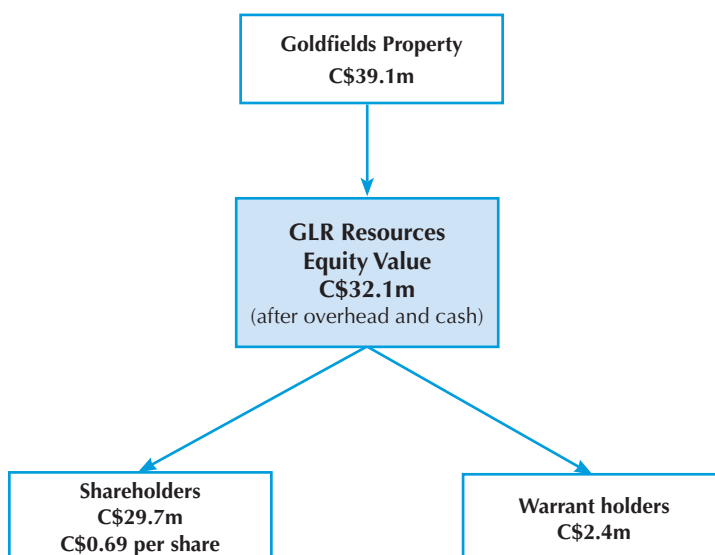 Goldfields Property
C$39.1m
GLR Resources
Equity Value
C$32.1m
(after overhead and cash)
Shareholders
C$29.7m
C$0.69 per share
Warrant holders
C$2.4m